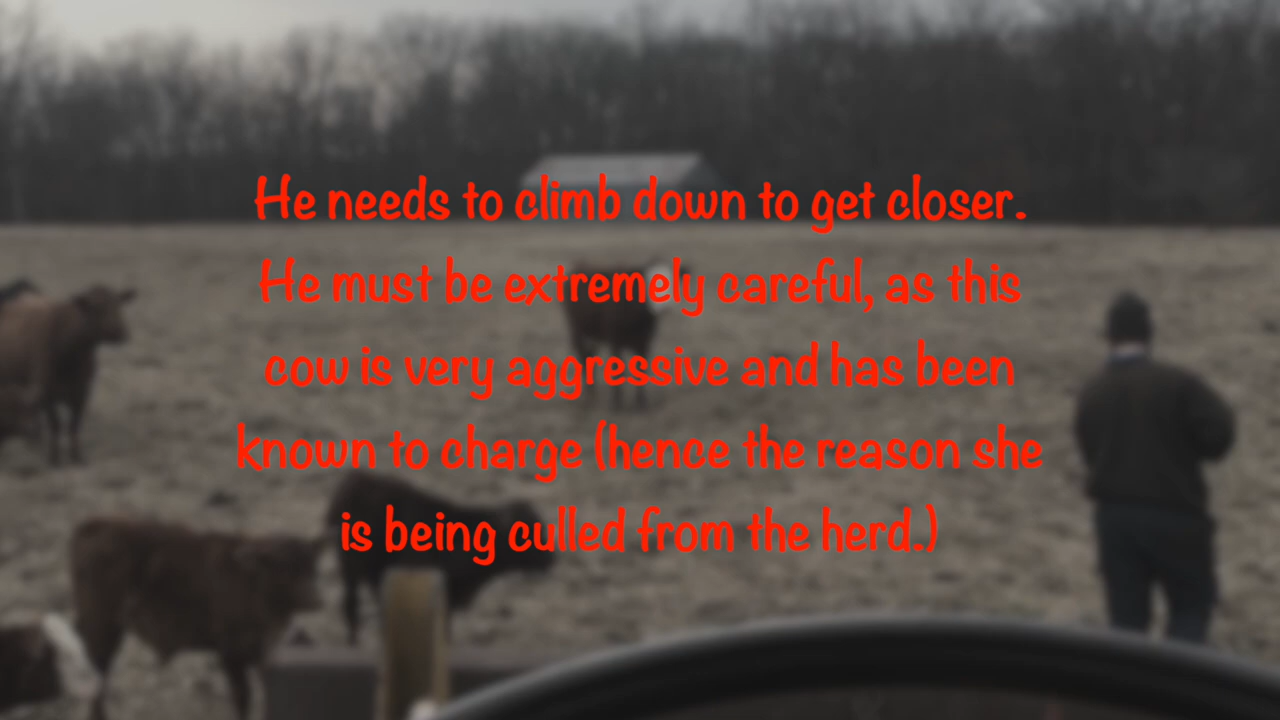 He needs to climb down to get closer.
He must be extremely careful, as this
cow is very aggressive and has been
known to charge (hence the reason she
is being culled from the herd.)